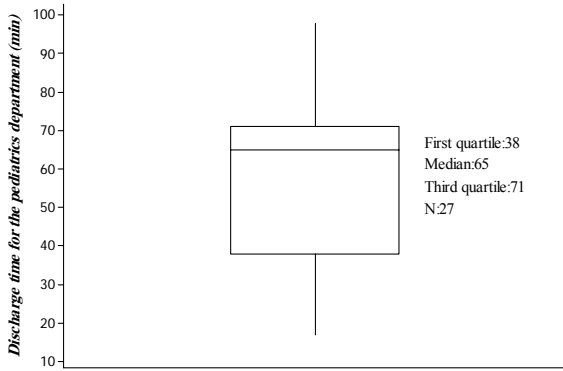 Discharge time for the pediatrics department (min)
100
90
80
70
60
50
40
30
20
10
First quartile:38
Median:65
Third quartile:71
N:27